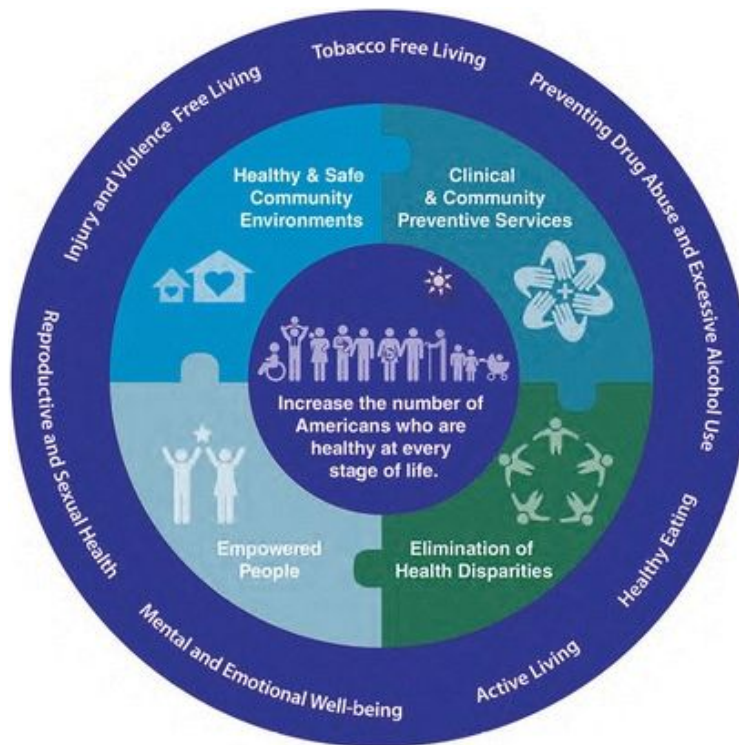 Tobacco Free Living
Preventing Drug Abuse and Excessive Alcohol Use
Healthy Eating
Active Living
Mental and Emotional Well-being
Reproductive and Sexual Health
Injury and Violence Free Living
Healthy & Safe
Community
Environments
Clinical
& Community
Preventive Services
Increase the number of
Americans who are
healthy at every
stage of life.
Empowered
People
Elimination of
Health Disparities